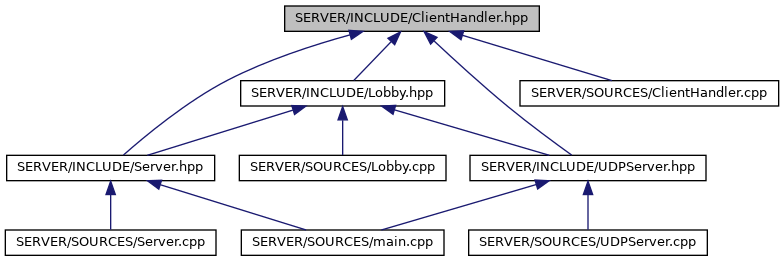 SERVER/INCLUDE/ClientHandler.hpp
SERVER/INCLUDE/Lobby.hpp
SERVER/SOURCES/ClientHandler.cpp
SERVER/INCLUDE/Server.hpp
SERVER/SOURCES/Lobby.cpp
SERVER/INCLUDE/UDPServer.hpp
SERVER/SOURCES/Server.cpp
SERVER/SOURCES/main.cpp
SERVER/SOURCES/UDPServer.cpp